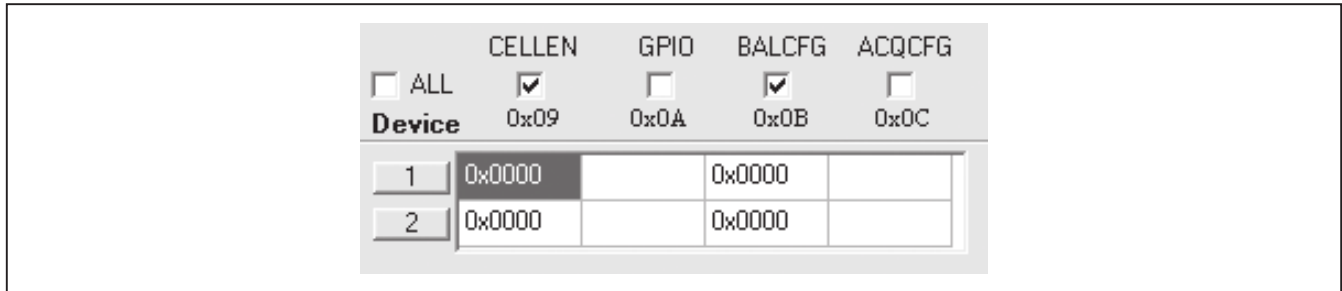 CELLEN GPIO BALCFG ACQCFG
ALL
Device 0x09 0x0A 0x0B 0x0C
1 0x0000 0x0000
2 0x0000 0x0000